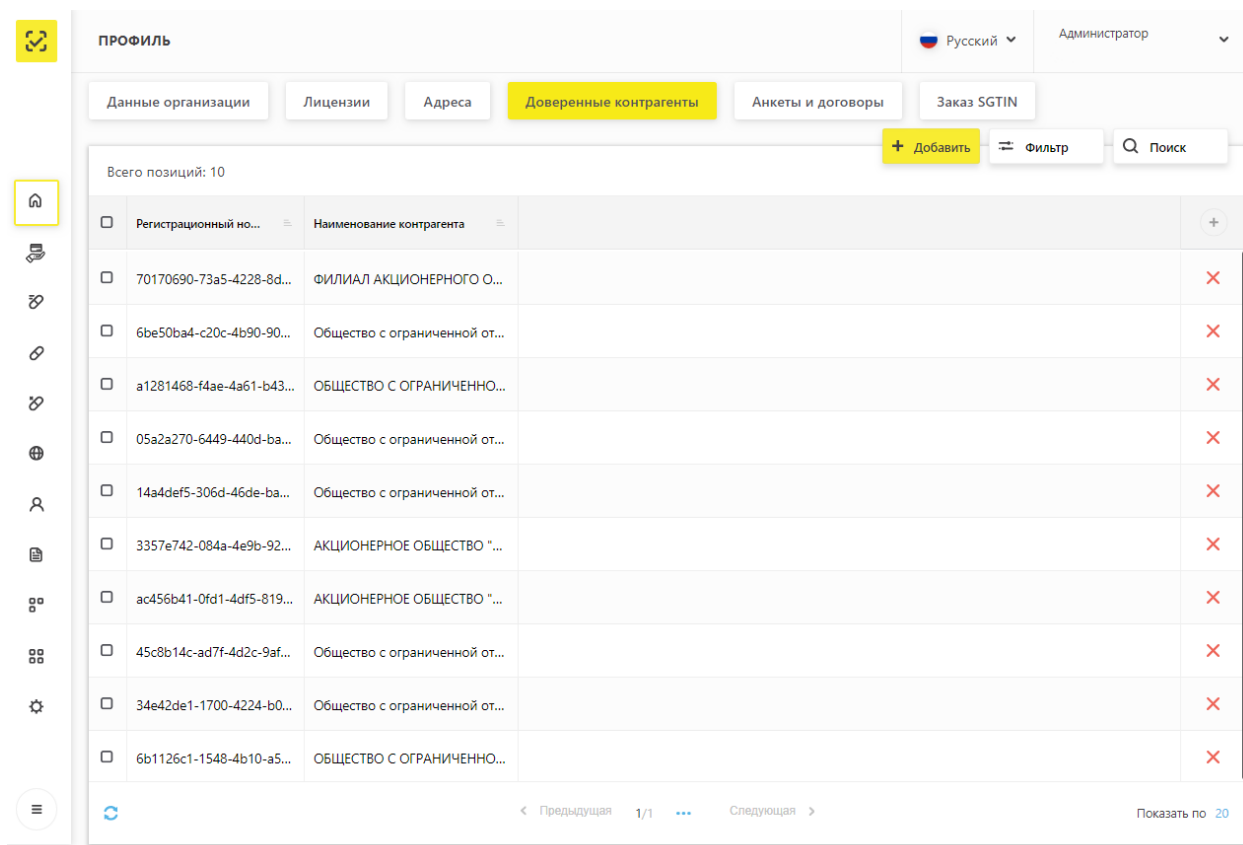 ПРОФИЛЬ
Русский
Администратор
Данные организации
Лицензии
Адреса
Доверенные контрагенты
Анкеты и договоры
Заказ SGTIN
+ Добавить
Фильтр
Поиск
Всего позиций: 10
Регистрационный но... Наименование контрагента
70170690-73a5-4228-8d... ФИЛИАЛ АКЦИОНЕРНОГО О...
6be50ba4-c20c-4b90-90... Общество с ограниченной от...
a1281468-f4ae-4a61-b43... ОБЩЕСТВО С ОГРАНИЧЕННО...
05a2a270-6449-440d-ba... Общество с ограниченной от...
14a4def5-306d-46de-ba... Общество с ограниченной от...
3357e742-084a-4e9b-92... АКЦИОНЕРНОЕ ОБЩЕСТВО "...
ac456b41-0fd1-4df5-819... АКЦИОНЕРНОЕ ОБЩЕСТВО "...
45c8b14c-ad7f-4d2c-9af... Общество с ограниченной от...
34e42de1-1700-4224-b0... Общество с ограниченной от...
6b1126c1-1548-4b10-a5... ОБЩЕСТВО С ОГРАНИЧЕННО...
Предыдущая 1/1 ... Следующая
Показать по 20